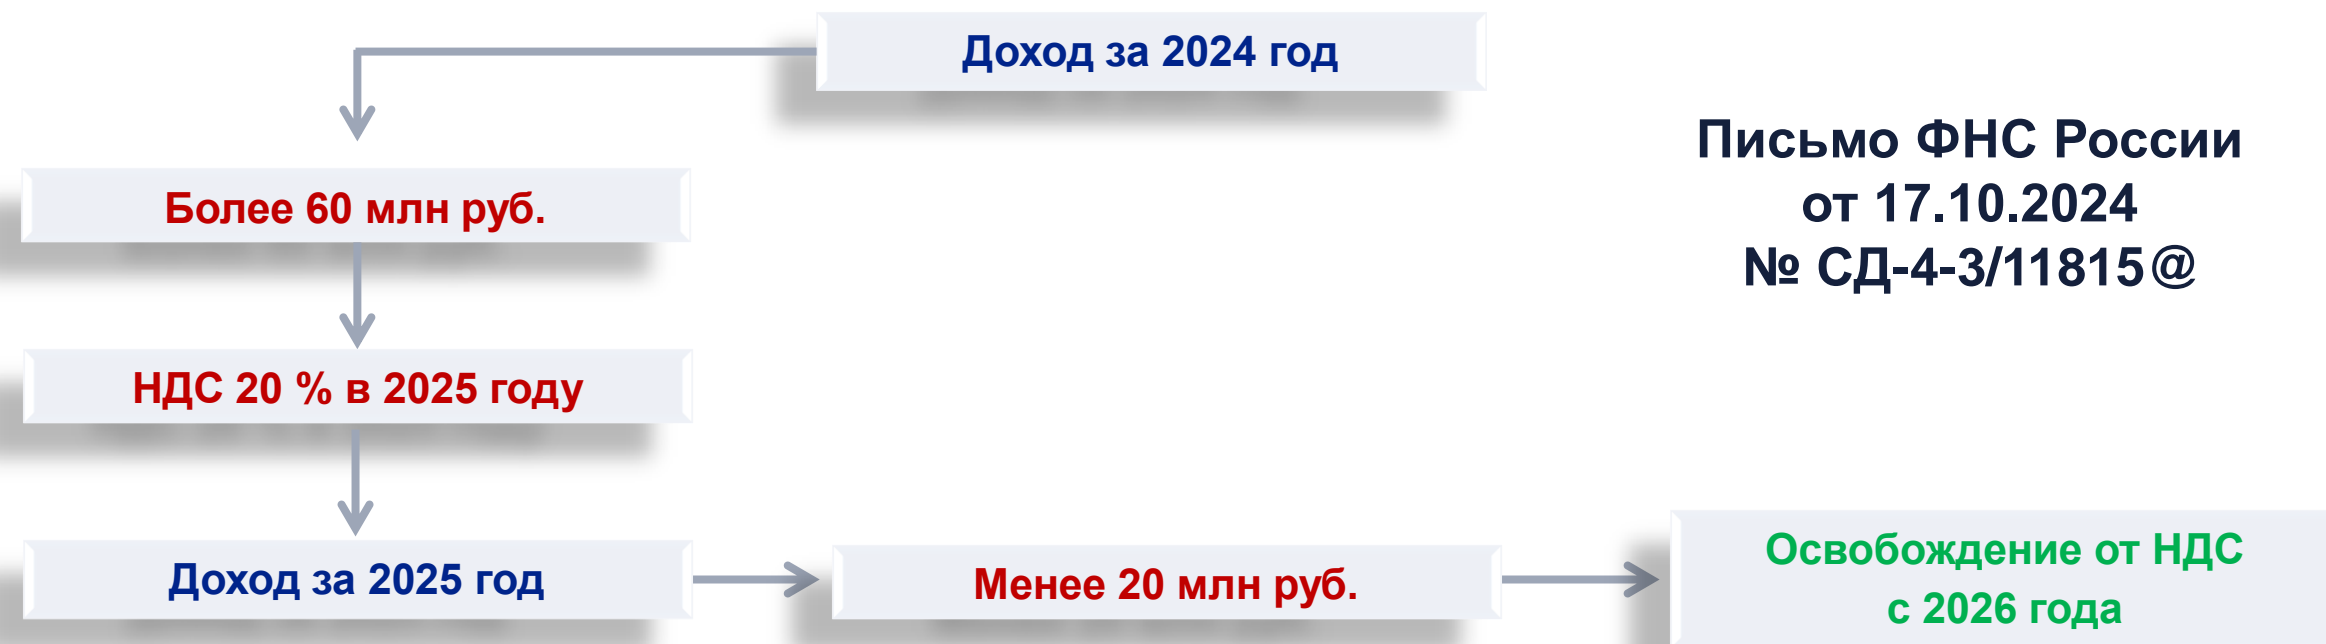 Доход за 2024 год
Письмо ФНС России
от 17.10.2024
№ СД-4-3/11815@
Более 60 млн руб.
НДС 20 % в 2025 году
Доход за 2025 год
Менее 20 млн руб.
Освобождение от НДС
с 2026 года